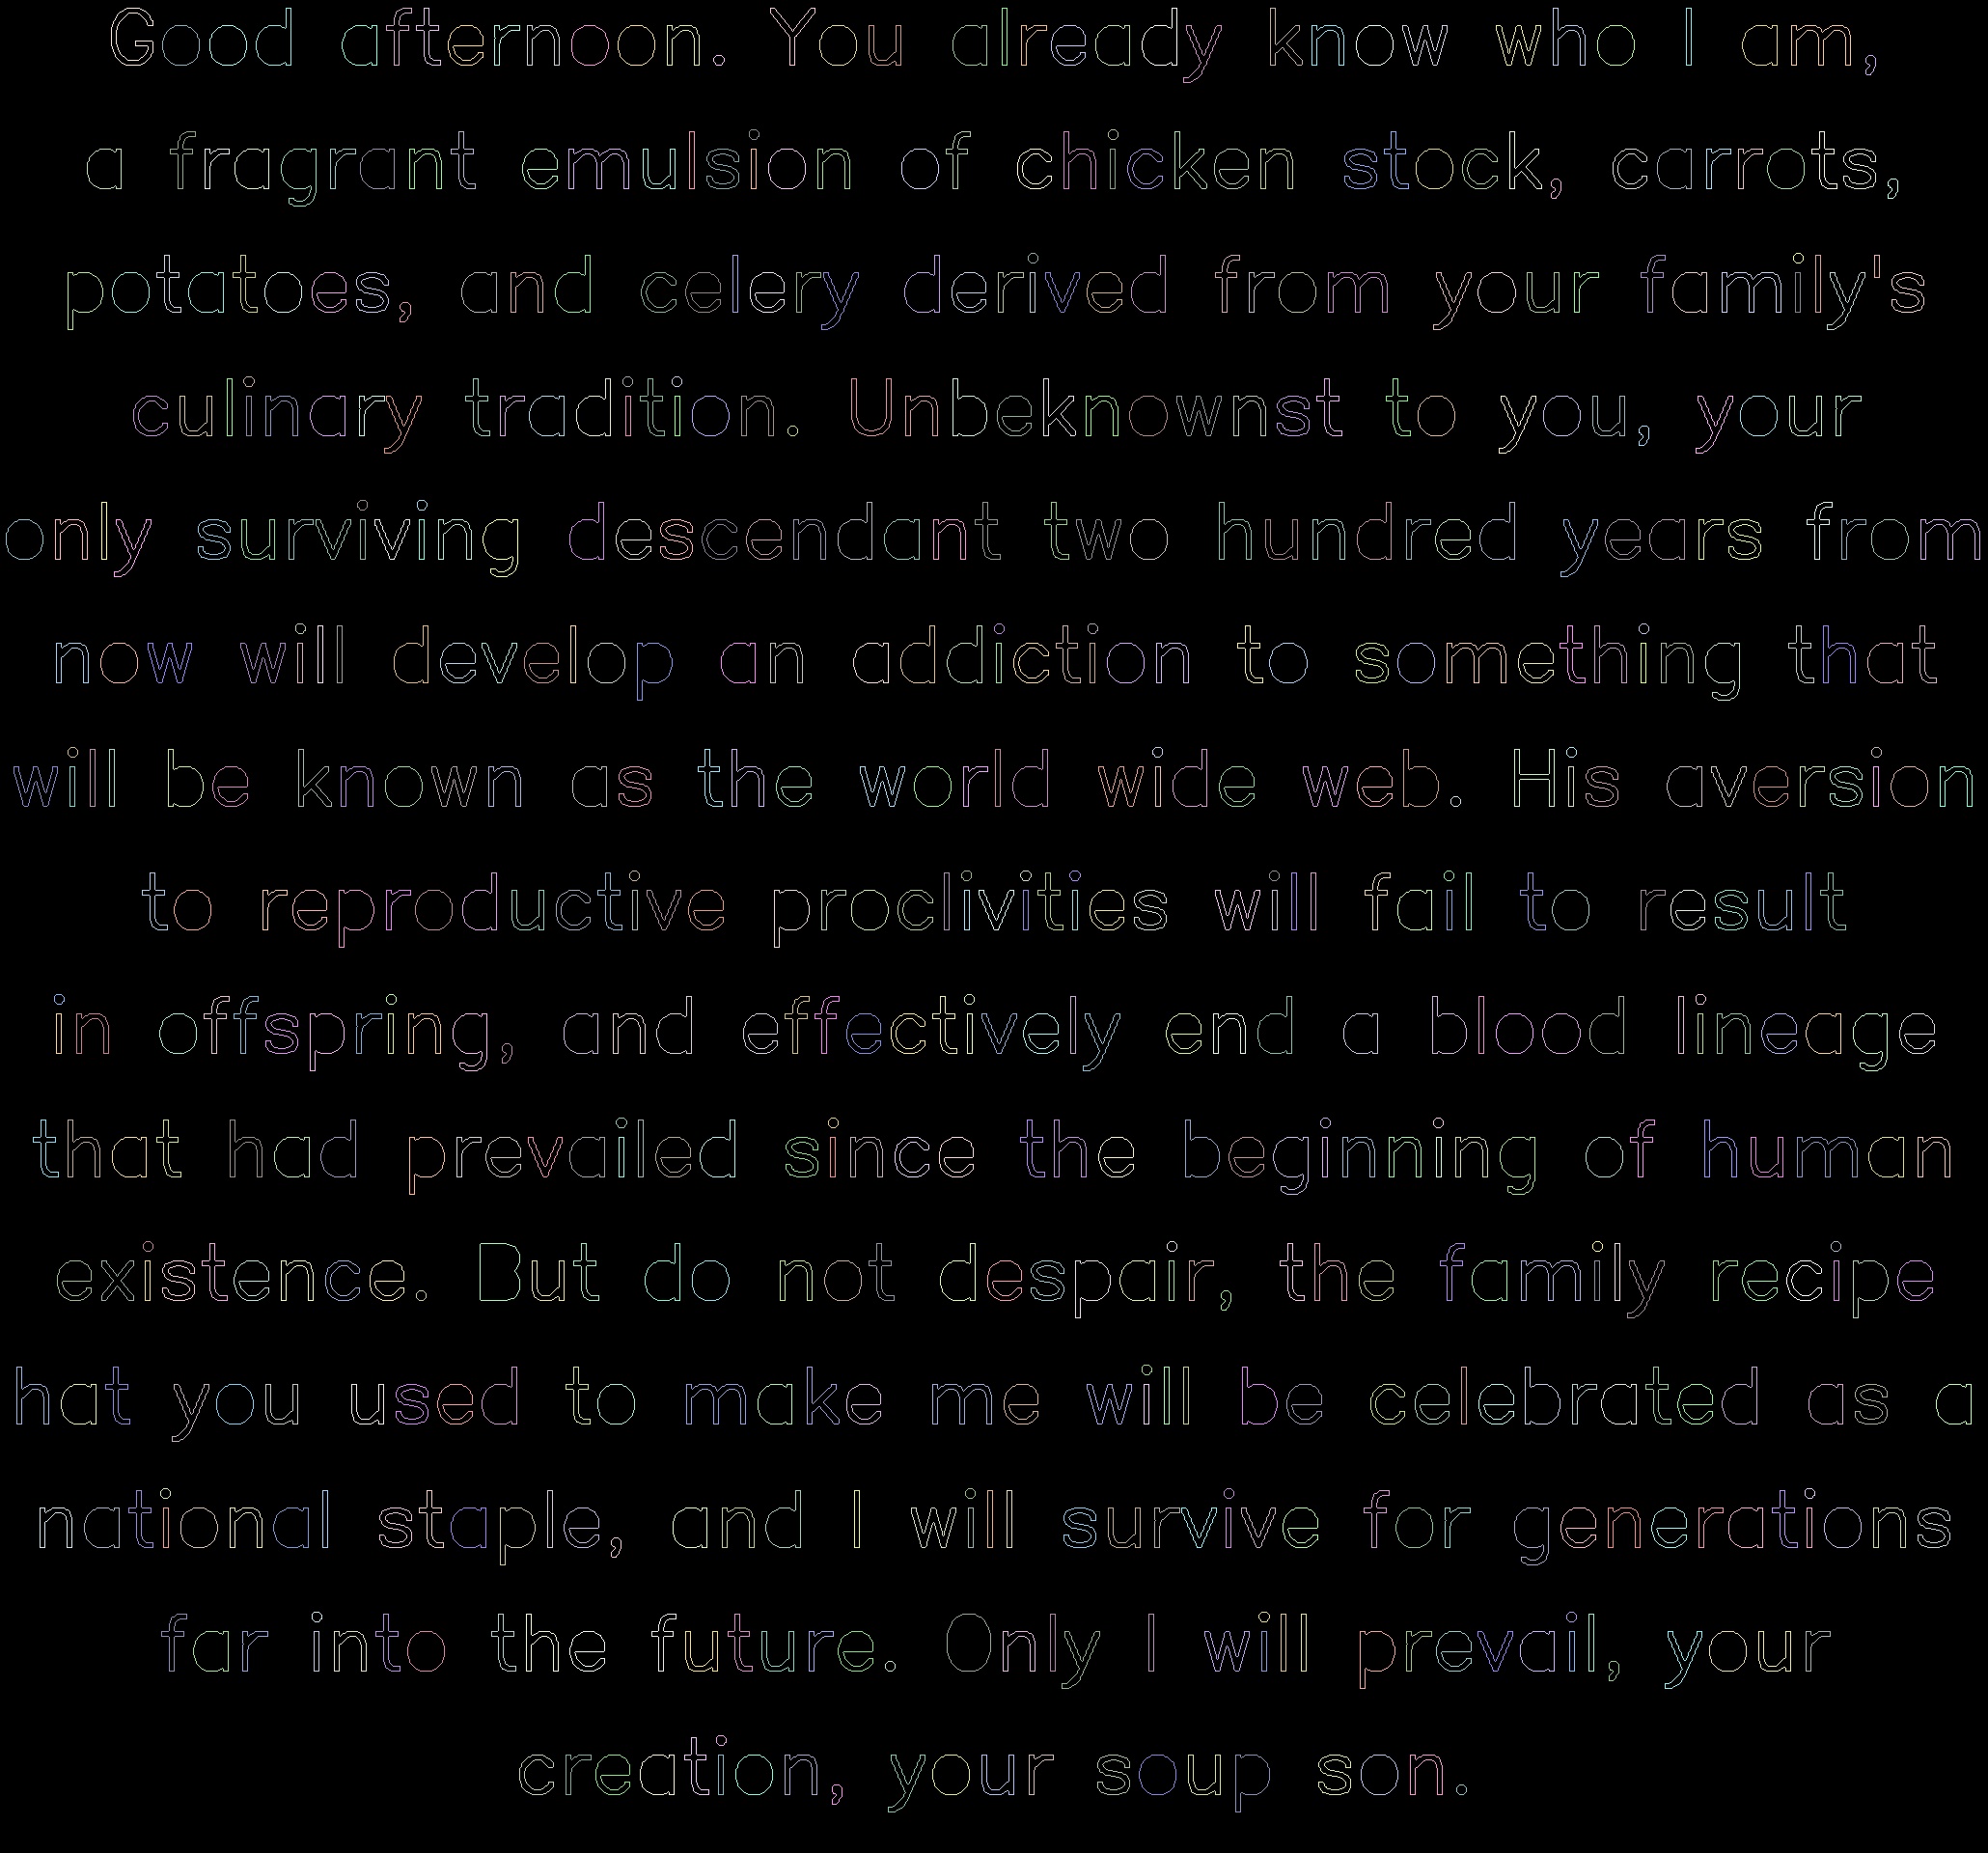 Good afternoon. You already know who I am,
a fragrant emulsion of chicken stock, carrots,
potatoes, and celery derived from your family's
culinary tradition. Unbeknownst to you, your
only surviving descendant two hundred years from
now will develop an addiction to something that
will be known as the world wide web. His aversion
to reproductive proclivities will fail to result
in offspring, and effectively end a blood lineage
that had prevailed since the beginning of human
existence. But do not despair, the family recipe
hat you used to make me will be celebrated as a
national staple, and I will survive for generations
far into the future. Only I will prevail, your
creation, your soup son.